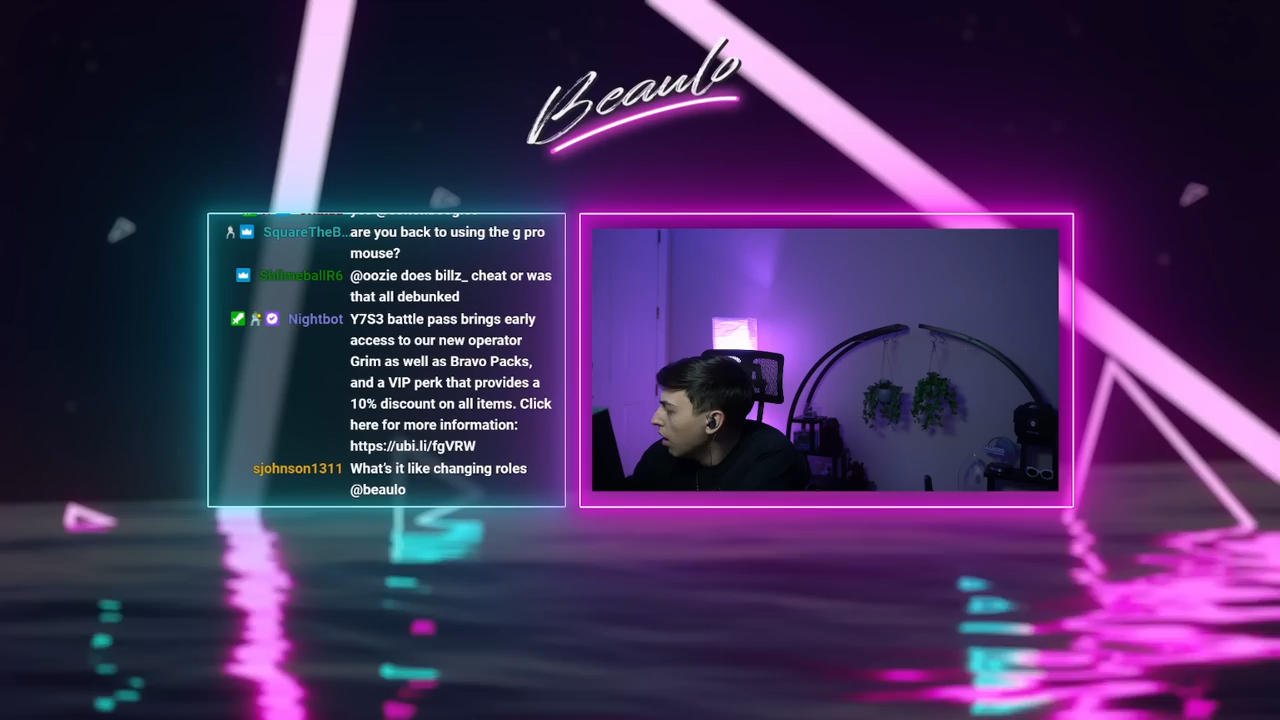 Beaulo
SquareTheB... are you back to using the g pro
mouse?
ShlimeballR6 @oozie does billz_ cheat or was
that all debunked
Nightbot Y7S3 battle pass brings early
access to our new operator
Grim as well as Bravo Packs,
and a VIP perk that provides a
10% discount on all items. Click
here for more information:
https://ubi.li/fgVRW
sjohnson1311 What's it like changing roles
@beaulo